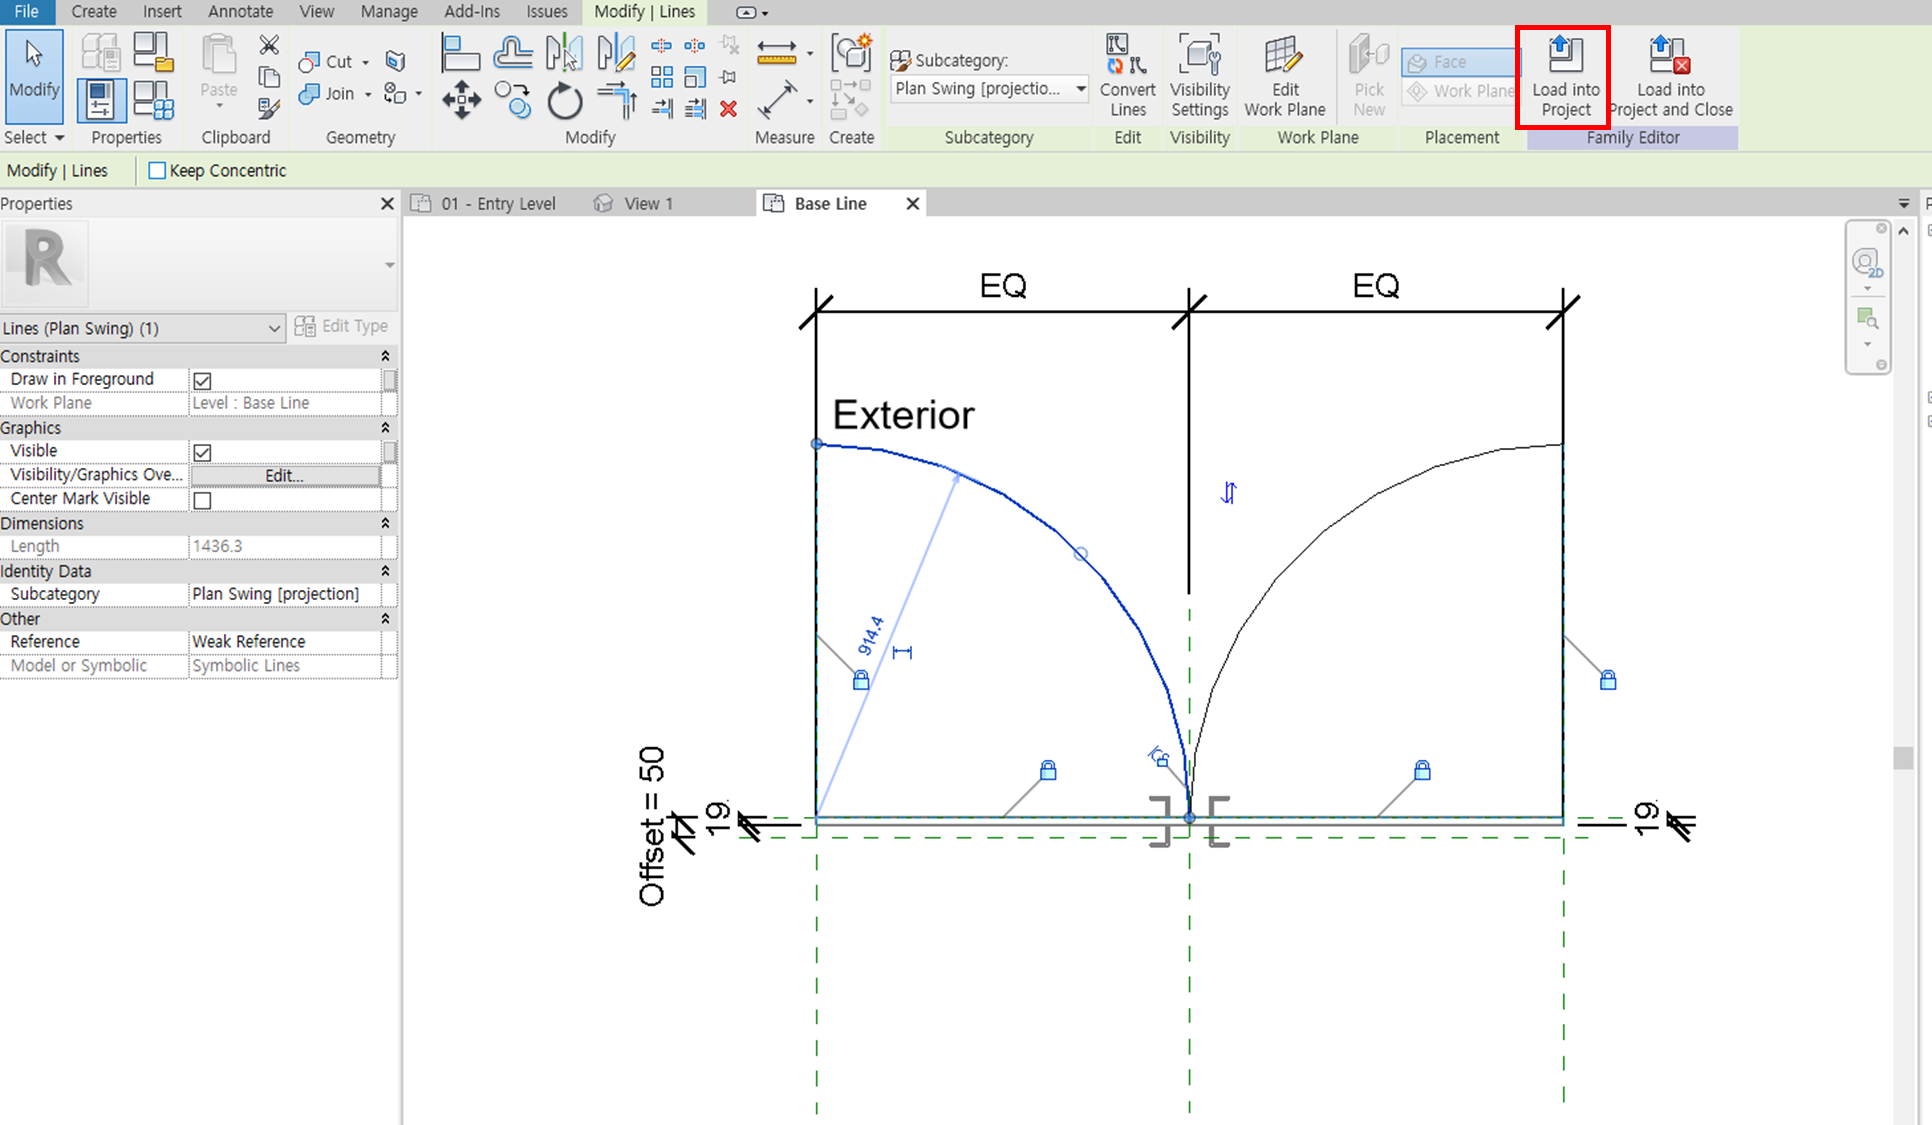 File Create Insert Annotate View Manage Add-Ins Issues Modify | Lines
Modify
Paste
Cut
Join
Subcategory:
Plan Swing [projectio...
Convert Lines
Visibility Settings
Edit Work Plane
Pick New
Face
Work Plane
Load into Project
Load into Project and Close
Select Properties Clipboard Geometry Modify Measure Create Subcategory Edit Visibility Work Plane Placement Family Editor
Modify | Lines Keep Concentric
Properties
01 - Entry Level View 1 Base Line
R
Lines (Plan Swing) (1) Edit Type
Constraints
Draw in Foreground
Work Plane Level : Base Line
Graphics
Visible
Visibility/Graphics Ove... Edit...
Center Mark Visible
Dimensions
Length 1436.3
Identity Data
Subcategory Plan Swing [projection]
Other
Reference Weak Reference
Model or Symbolic Symbolic Lines
2D
EQ EQ
Exterior
914.4
Offset = 50
19.
19.